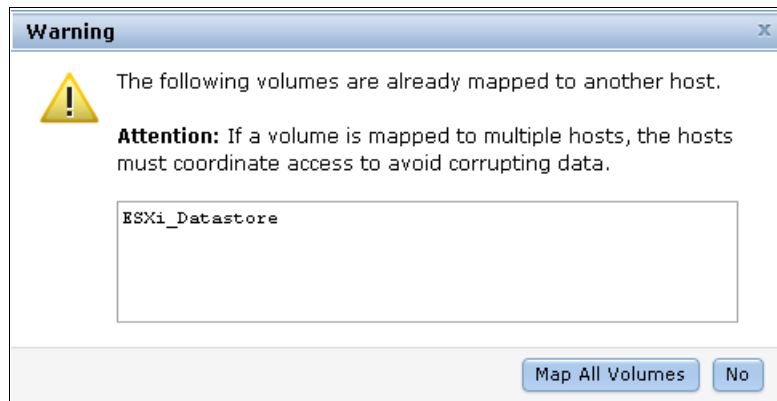 Warning
x
The following volumes are already mapped to another host.
Attention: If a volume is mapped to multiple hosts, the hosts
must coordinate access to avoid corrupting data.
ESXi_Datastore
Map All Volumes
No